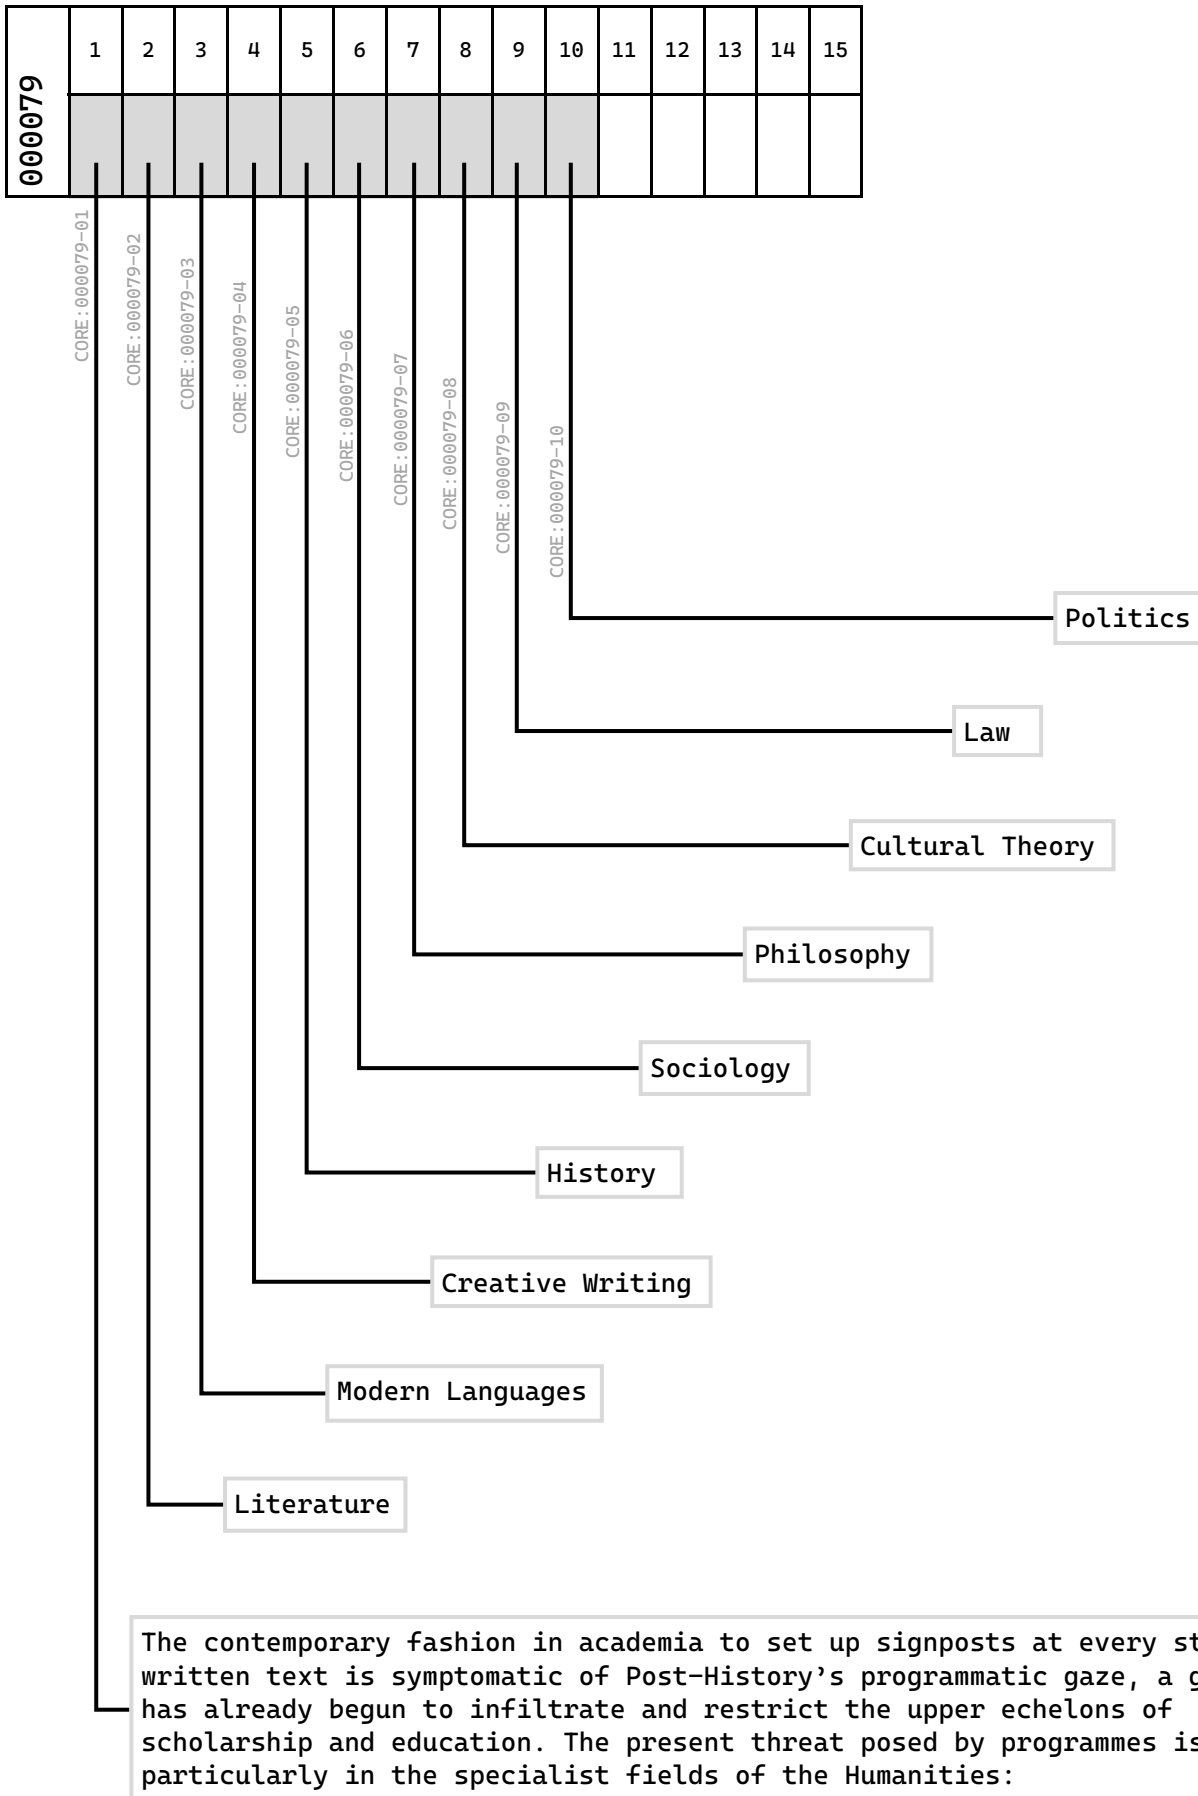 000079
1 2 3 4 5 6 7 8 9 10 11 12 13 14 15
CORE:000079-01
CORE:000079-02
CORE:000079-03
CORE:000079-04
CORE:000079-05
CORE:000079-06
CORE:000079-07
CORE:000079-08
CORE:000079-09
CORE:000079-10
Politics
Law
Cultural Theory
Philosophy
Sociology
History
Creative Writing
Modern Languages
Literature
The contemporary fashion in academia to set up signposts at every
written text is symptomatic of Post-History’s programmatic gaze, a
has already begun to infiltrate and restrict the upper echelons of
scholarship and education. The present threat posed by programmes is
particularly in the specialist fields of the Humanities: